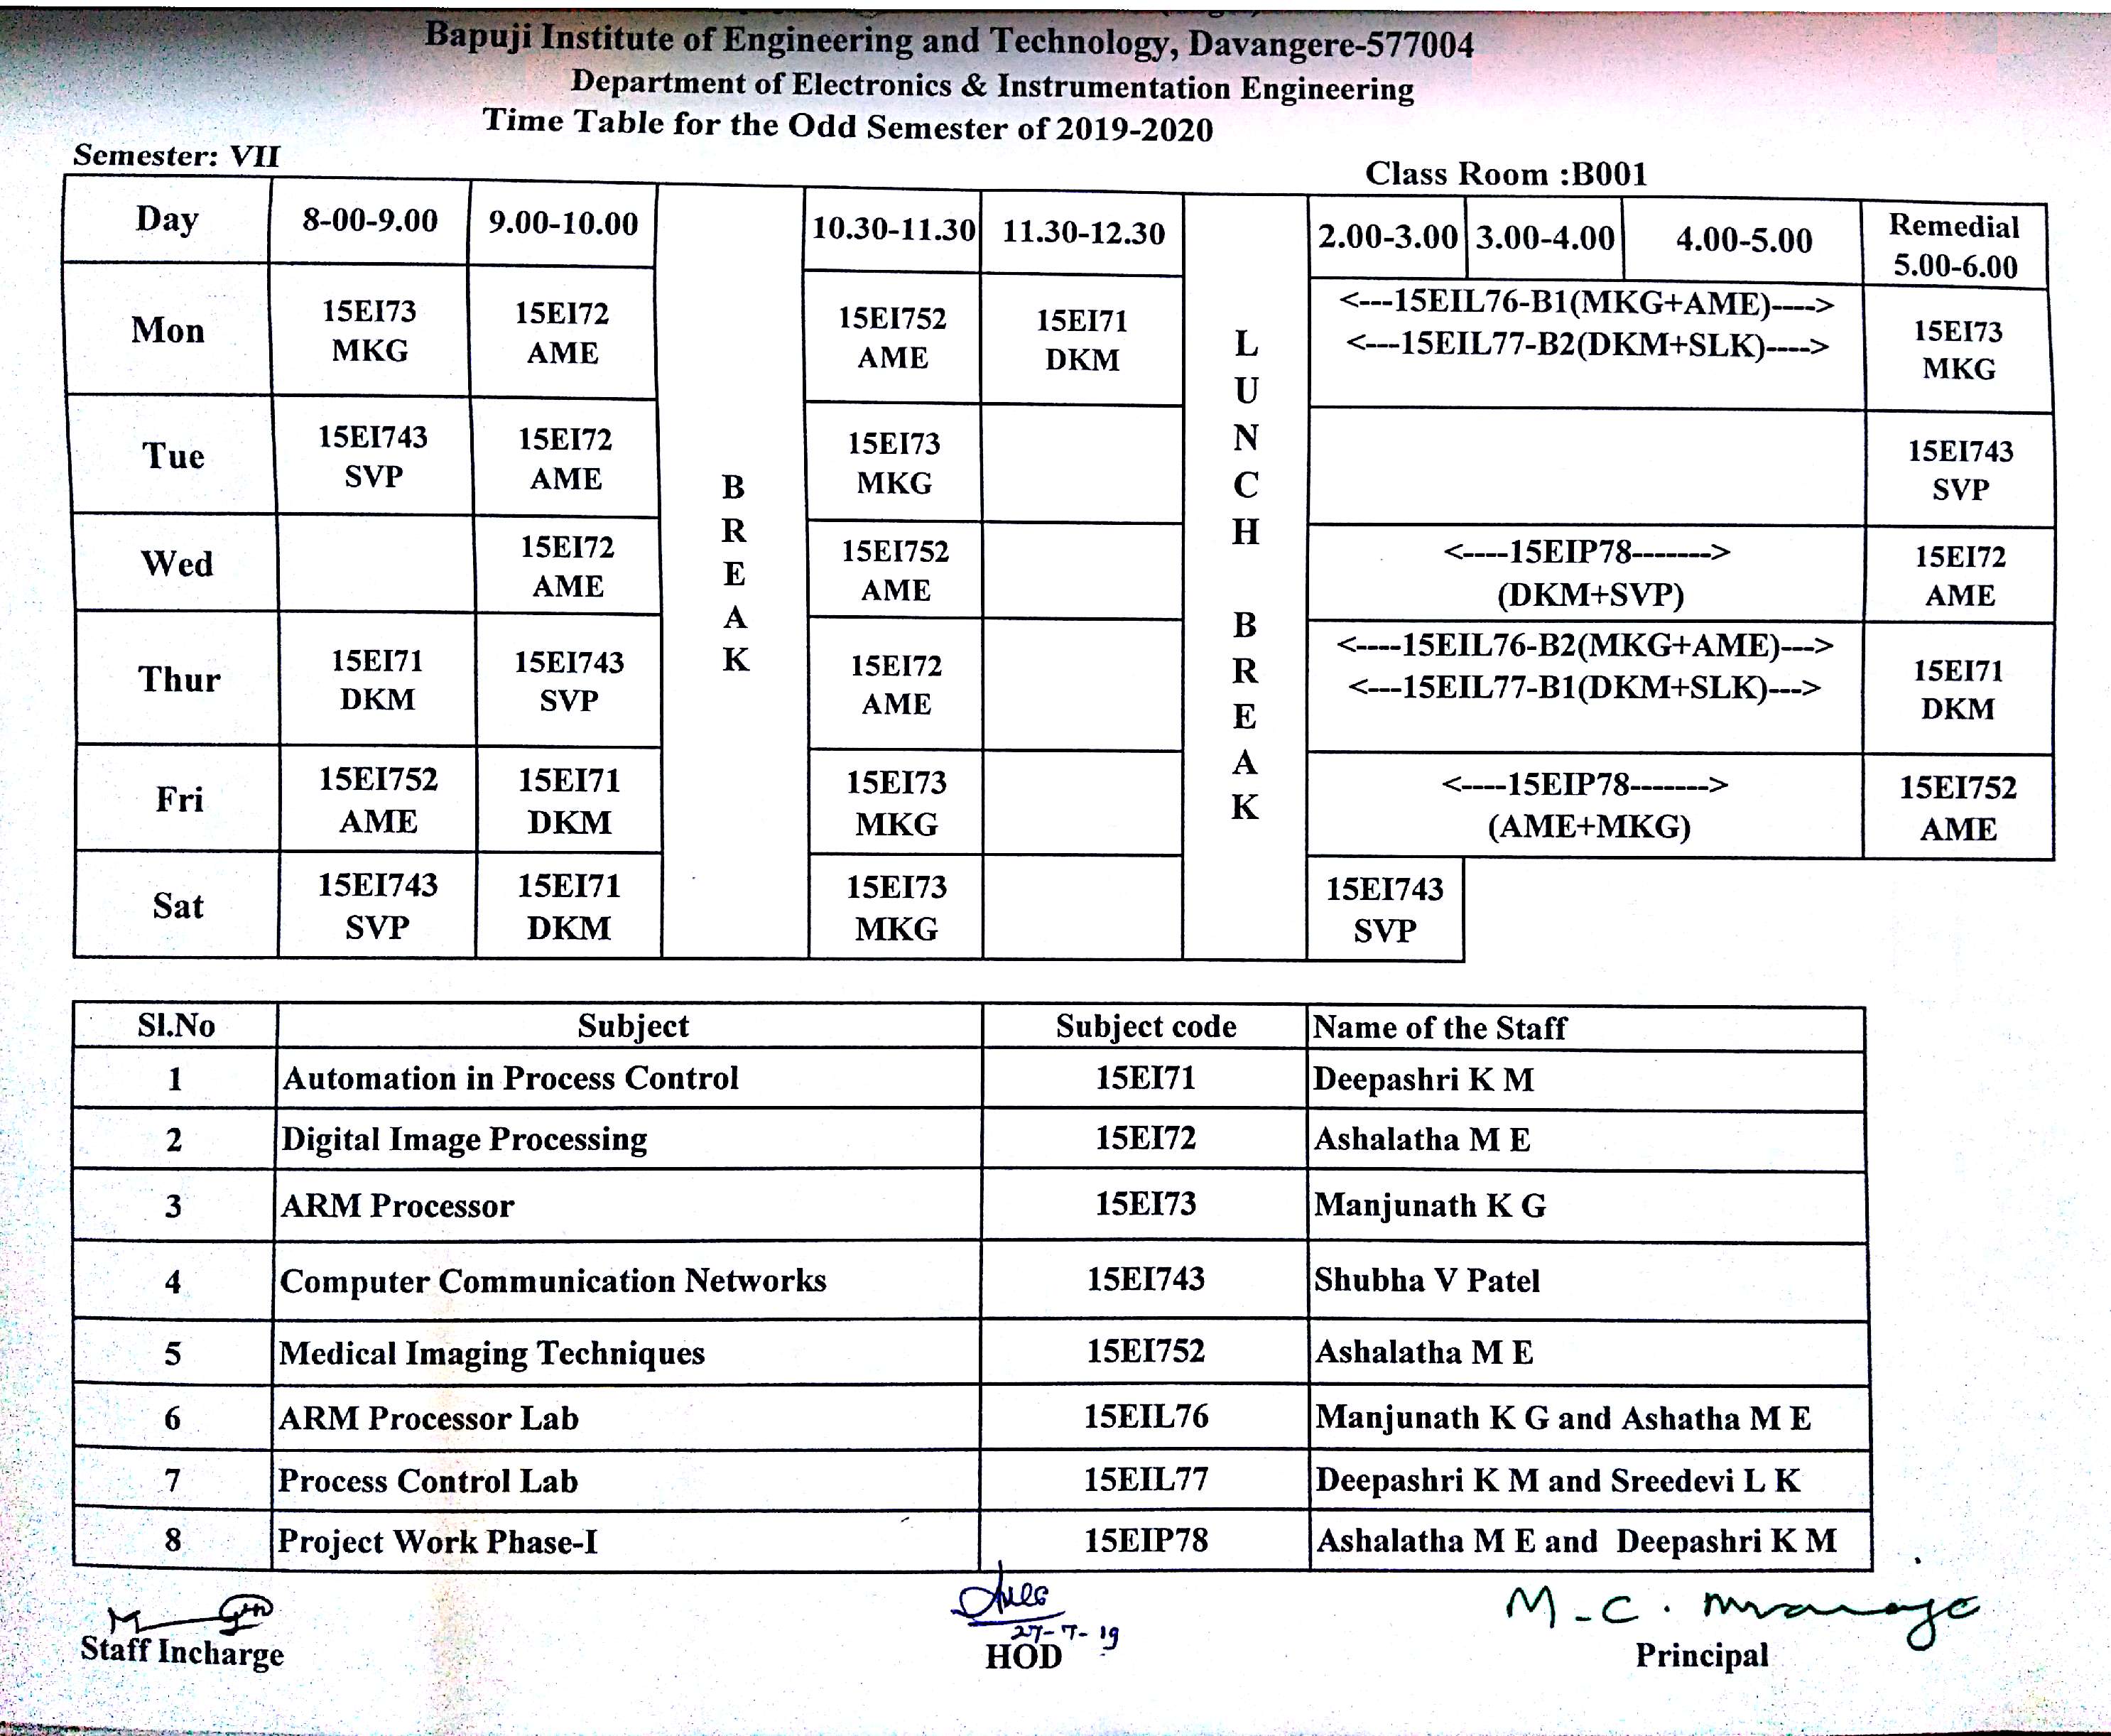 Bapuji Institute of Engineering and Technology, Davangere-577004
Department of Electronics & Instrumentation Engineering
Time Table for the Odd Semester of 2019-2020
Semester: VII
Class Room :B001
Day 8-00-9.00 9.00-10.00 10.30-11.30 11.30-12.30 2.00-3.00 3.00-4.00 4.00-5.00 Remedial 5.00-6.00
BREAK
LUNCH BREAK
Mon 15EI73 MKG 15EI72 AME 15EI752 AME 15EI71 DKM <---15EIL76-B1(MKG+AME)----> <---15EIL77-B2(DKM+SLK)----> 15EI73 MKG
Tue 15EI743 SVP 15EI72 AME 15EI73 MKG 15EI743 SVP
Wed 15EI72 AME 15EI752 AME <----15EIP78-------> (DKM+SVP) 15EI72 AME
Thur 15EI71 DKM 15EI743 SVP 15EI72 AME <----15EIL76-B2(MKG+AME)---> <---15EIL77-B1(DKM+SLK)---> 15EI71 DKM
Fri 15EI752 AME 15EI71 DKM 15EI73 MKG <----15EIP78-------> (AME+MKG) 15EI752 AME
Sat 15EI743 SVP 15EI71 DKM 15EI73 MKG 15EI743 SVP
Sl.No Subject Subject code Name of the Staff
1 Automation in Process Control 15EI71 Deepashri K M
2 Digital Image Processing 15EI72 Ashalatha M E
3 ARM Processor 15EI73 Manjunath K G
4 Computer Communication Networks 15EI743 Shubha V Patel
5 Medical Imaging Techniques 15EI752 Ashalatha M E
6 ARM Processor Lab 15EIL76 Manjunath K G and Ashatha M E
7 Process Control Lab 15EIL77 Deepashri K M and Sreedevi L K
8 Project Work Phase-I 15EIP78 Ashalatha M E and Deepashri K M
27-7-19
Staff Incharge
HOD
Principal